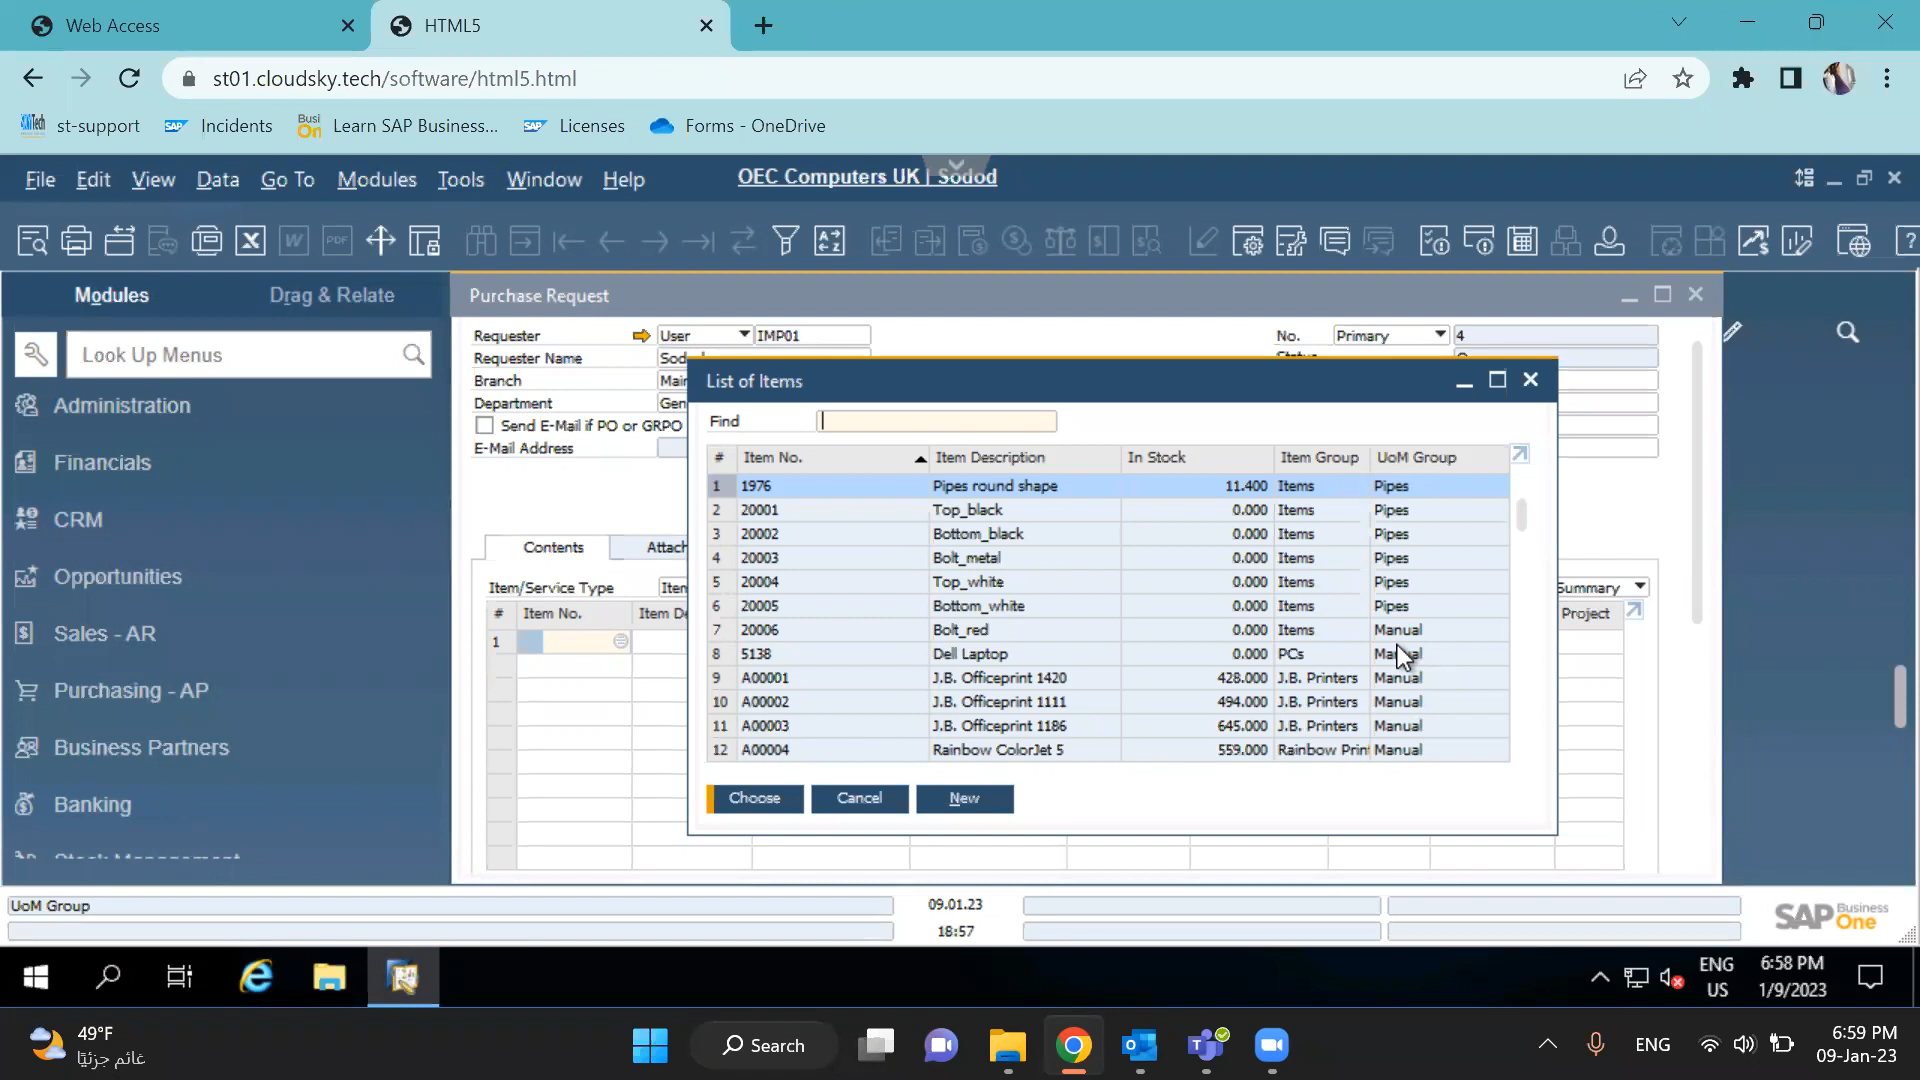 Web Access
HTML5
st01.cloudsky.tech/software/html5.html
st-support
Incidents
Learn SAP Business...
Licenses
Forms - OneDrive
File Edit View Data Go To Modules Tools Window Help
OEC Computers UK | Sodod
Modules
Drag & Relate
Look Up Menus
Administration
Financials
CRM
Opportunities
Sales - AR
Purchasing - AP
Business Partners
Banking
Purchase Request
Requester User IMP01
No. Primary 4
Requester Name
Branch
Department
Send E-Mail if PO or GRPO
E-Mail Address
Contents
Item/Service Type
# Item No.
1
Summary
Project
List of Items
Find
# Item No. Item Description In Stock Item Group UoM Group
1 1976 Pipes round shape 11.400 Items Pipes
2 20001 Top_black 0.000 Items Pipes
3 20002 Bottom_black 0.000 Items Pipes
4 20003 Bolt_metal 0.000 Items Pipes
5 20004 Top_white 0.000 Items Pipes
6 20005 Bottom_white 0.000 Items Pipes
7 20006 Bolt_red 0.000 Items Manual
8 5138 Dell Laptop 0.000 PCs Manual
9 A00001 J.B. Officeprint 1420 428.000 J.B. Printers Manual
10 A00002 J.B. Officeprint 1111 494.000 J.B. Printers Manual
11 A00003 J.B. Officeprint 1186 645.000 J.B. Printers Manual
12 A00004 Rainbow ColorJet 5 559.000 Rainbow Prin Manual
Choose Cancel New
UoM Group
09.01.23
18:57
SAP Business One
ENG
US
6:58 PM
1/9/2023
49°F
غائم جزئيًا
Search
ENG
6:59 PM
09-Jan-23